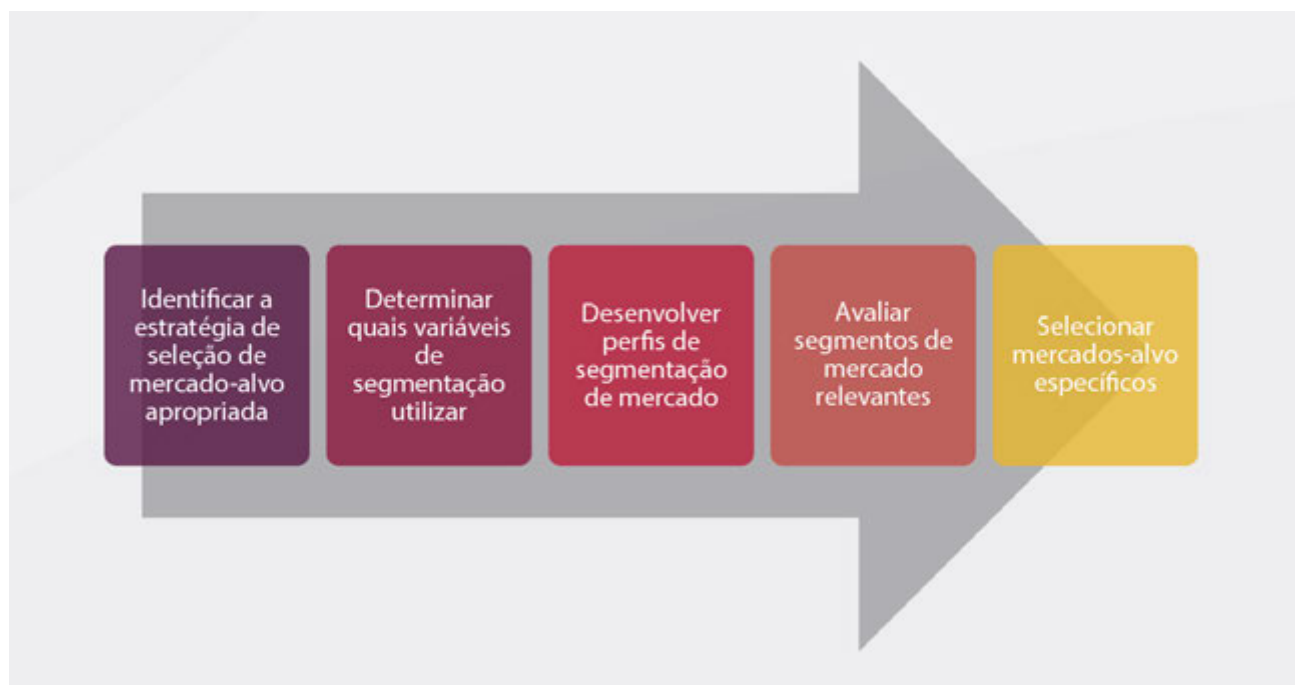 Identificar a
estratégia de
seleção de
mercado-alvo
apropriada
Determinar
quais variáveis
de
segmentação
utilizar
Desenvolver
perfis de
segmentação
de mercado
Avaliar
segmentos de
mercado
relevantes
Selecionar
mercados-alvo
específicos